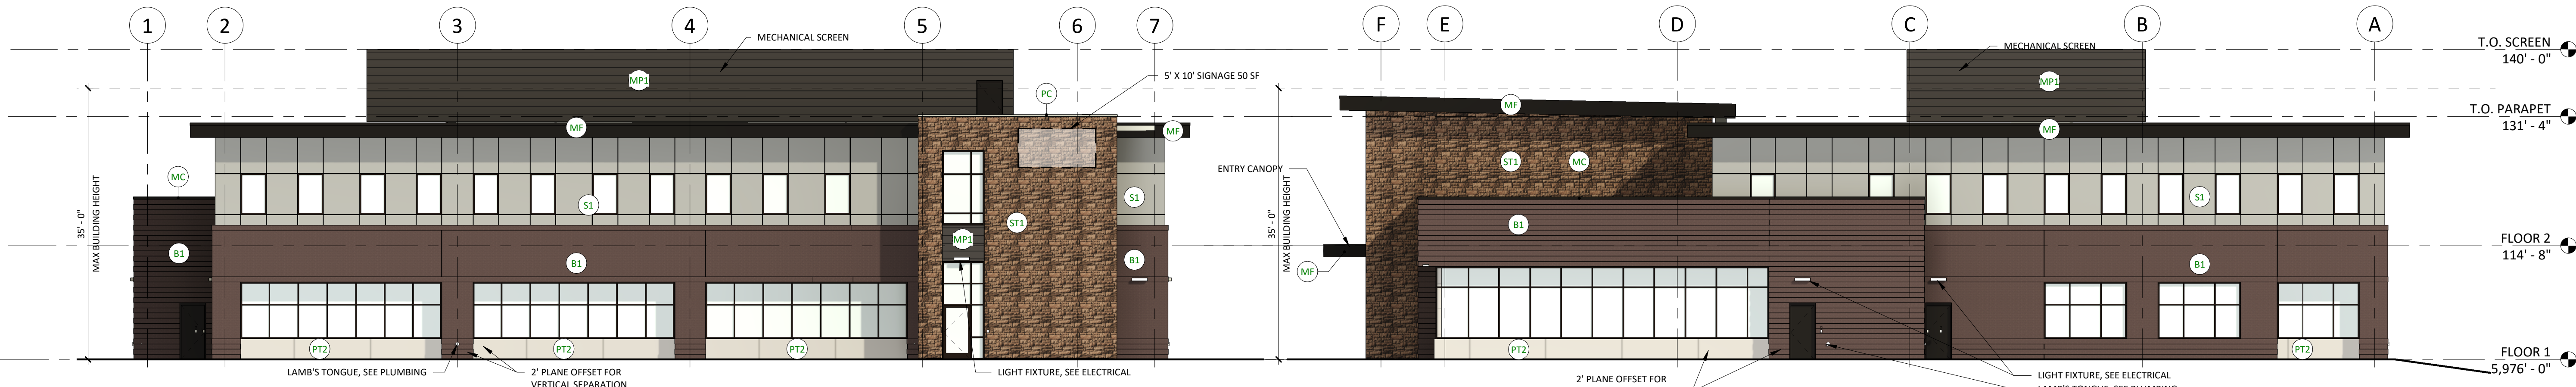 1 2 3 4 5 6 7 F E D C B A
MECHANICAL SCREEN
MP1
5' X 10' SIGNAGE 50 SF
PC
MF
MF
MC
S1
S1
ST1
MP1
B1
B1
B1
PT2
PT2
PT2
35' - 0"
MAX BUILDING HEIGHT
LAMB'S TONGUE, SEE PLUMBING
2' PLANE OFFSET FOR
VERTICAL SEPARATION
LIGHT FIXTURE, SEE ELECTRICAL
MECHANICAL SCREEN
MP1
MF
MF
ST1
MC
S1
ENTRY CANOPY
MF
B1
B1
PT2
PT2
35' - 0"
MAX BUILDING HEIGHT
2' PLANE OFFSET FOR
LIGHT FIXTURE, SEE ELECTRICAL
LAMB'S TONGUE, SEE PLUMBING
T.O. SCREEN
140' - 0"
T.O. PARAPET
131' - 4"
FLOOR 2
114' - 8"
FLOOR 1
5,976' - 0"